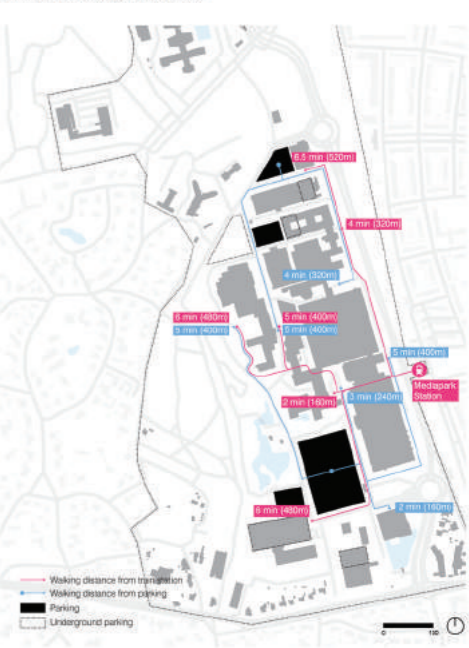 6.5 min (520m)
4 min (320m)
4 min (320m)
6 min (480m)
5 min (400m)
5 min (400m)
5 min (400m)
5 min (400m)
Mediapark
Station
2 min (160m)
3 min (240m)
6 min (480m)
2 min (160m)
Walking distance from trainstation
Walking distance from parking
Parking
Underground parking
0
100